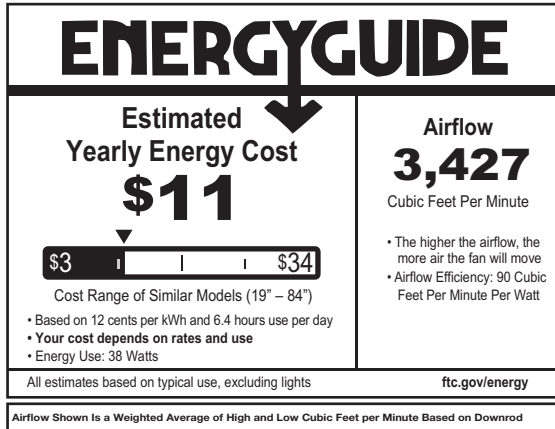 ENERGYGUIDE
Estimated
Yearly Energy Cost
$11
$3
$34
Cost Range of Similar Models (19” – 84”)
• Based on 12 cents per kWh and 6.4 hours use per day
• Your cost depends on rates and use
• Energy Use: 38 Watts
Airflow
3,427
Cubic Feet Per Minute
• The higher the airflow, the
more air the fan will move
• Airflow Efficiency: 90 Cubic
Feet Per Minute Per Watt
All estimates based on typical use, excluding lights
ftc.gov/energy
Airflow Shown Is a Weighted Average of High and Low Cubic Feet per Minute Based on Downrod